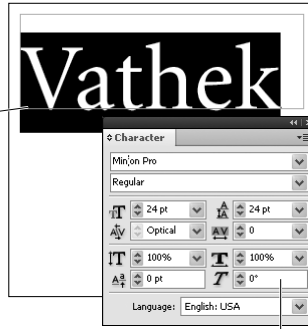 Vathek
Character
Minion Pro
Regular
24 pt 24 pt
Optical 0
100% 100%
0 pt 0°
Language: English: USA